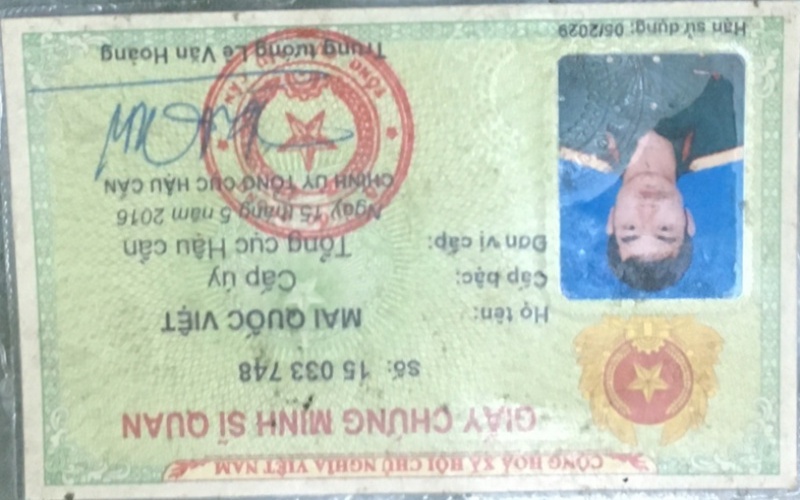 CỘNG HOÀ XÃ HỘI CHỦ NGHĨA VIỆT NAM
GIẤY CHỨNG MINH SĨ QUAN
Số: 15 033 748
Họ tên: MAI QUỐC VIỆT
Cấp bậc: Cấp úy
Đơn vị cấp: Tổng cục Hậu cần
Ngày 15 tháng 5 năm 2016
CHÍNH ỦY TỔNG CỤC HẬU CẦN
Trung tướng Lê Văn Hoàng
Hạn sử dụng: 05/2029